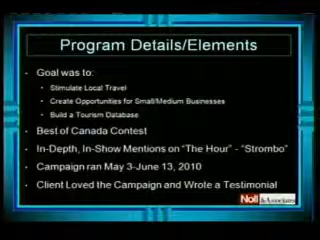 Program Details/Elements
Goal was to:
Stimulate Local Travel
Create Opportunities for Small/Medium Businesses
Build a Tourism Database
Best of Canada Contest
In-Depth, In-Show Mentions on "The Hour" - "Strombo"
Campaign ran May 3-June 13, 2010
Client Loved the Campaign and Wrote a Testimonial
Noll & Associates